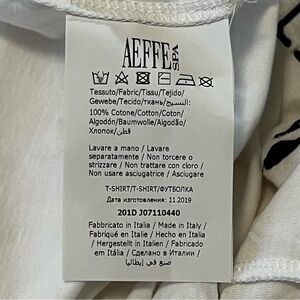 AEFFE SPA
Tessuto/Fabric/Tissu/Tejido/
Gewebe/Tecido/ткань/النسيج:
100% Cotone/Cotton/Coton/
Algodón/Baumwolle/Algodão/
Хлопок/قطن
Lavare a mano / Lavare
separatamente / Non torcere o
strizzare / Non trattare con cloro /
Non usare asciugatrice / Asciugare
T-SHIRT/T-SHIRT/ФУТБОЛКА
Дата изготовления: 11.2019
201D J07110440
Fabbricato in Italia / Made in Italy /
Fabriqué en Italie / Hecho en Italia
/ Hergestellt in Italien / Fabricado
em Itália / Сделано в Италии /
صنع في إيطاليا